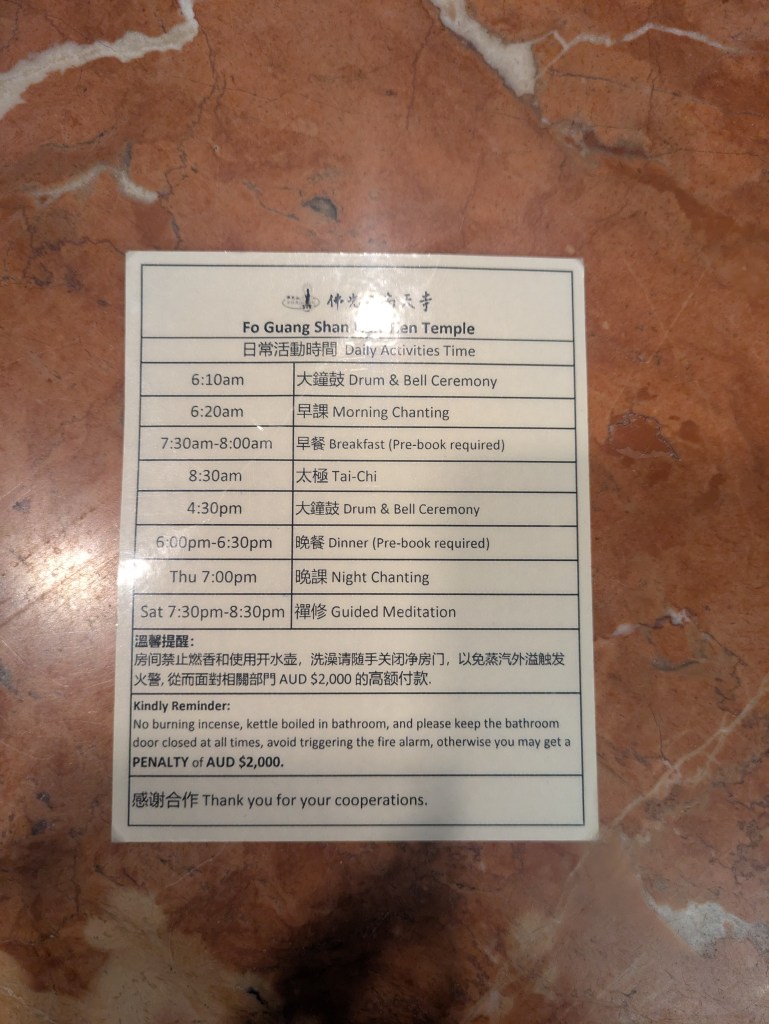 佛光山南天寺
Fo Guang Shan Temple
日常活動時間 Daily Activities Time
6:10am 大鐘鼓 Drum & Bell Ceremony
6:20am 早課 Morning Chanting
7:30am-8:00am 早餐 Breakfast (Pre-book required)
8:30am 太極 Tai-Chi
4:30pm 大鐘鼓 Drum & Bell Ceremony
6:00pm-6:30pm 晚餐 Dinner (Pre-book required)
Thu 7:00pm 晚課 Night Chanting
Sat 7:30pm-8:30pm 禪修 Guided Meditation
溫馨提醒：
房间禁止燃香和使用开水壶，洗澡请随手关闭净房门，以免蒸汽外溢触发
火警, 從而面對相關部門 AUD $2,000 的高额付款.
Kindly Reminder:
No burning incense, kettle boiled in bathroom, and please keep the bathroom
door closed at all times, avoid triggering the fire alarm, otherwise you may get a
PENALTY of AUD $2,000.
感谢合作 Thank you for your cooperations.